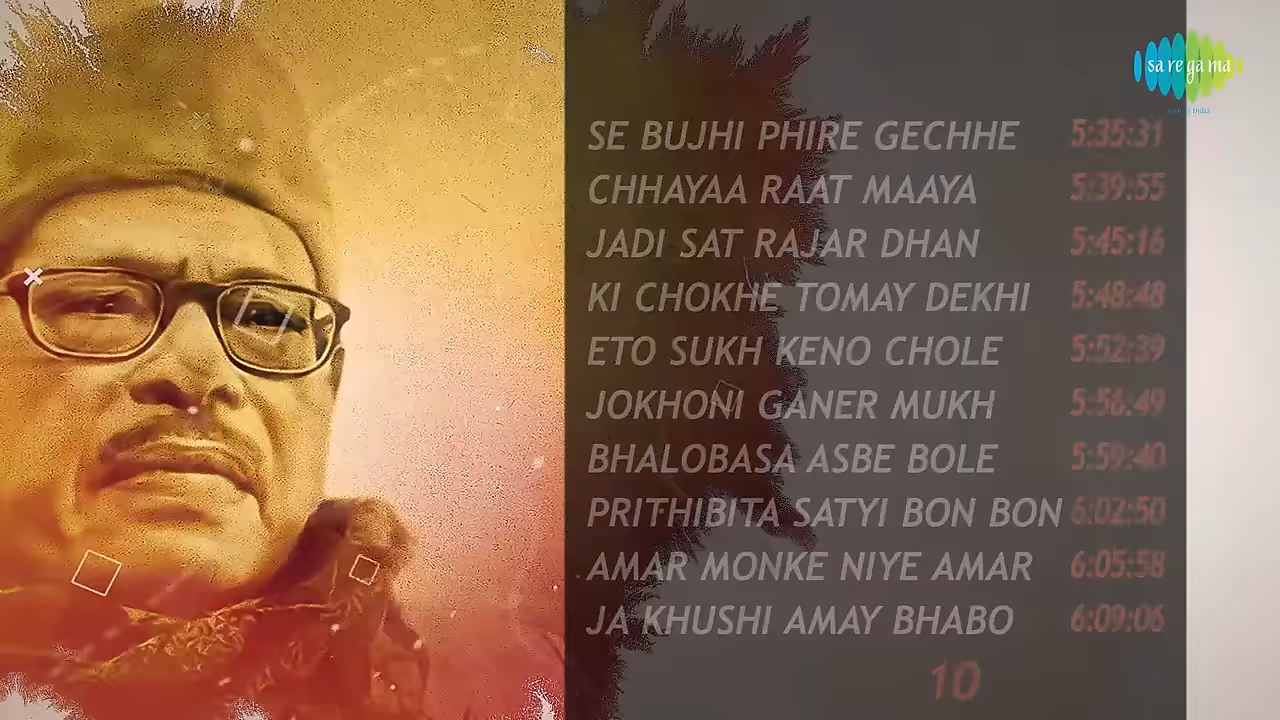 sa re ga ma
SE BUJHI PHIRE GECHHE 5:35:31
CHHAYAA RAAT MAAYA 5:39:55
JADI SAT RAJAR DHAN 5:45:16
KI CHOKHE TOMAY DEKHI 5:48:48
ETO SUKH KENO CHOLE 5:52:39
JOKHONI GANER MUKH 5:56:49
BHALOBASA ASBE BOLE 5:59:40
PRITHIBITA SATYI BON BON 6:02:50
AMAR MONKE NIYE AMAR 6:05:58
JA KHUSHI AMAY BHABO 6:09:06
10